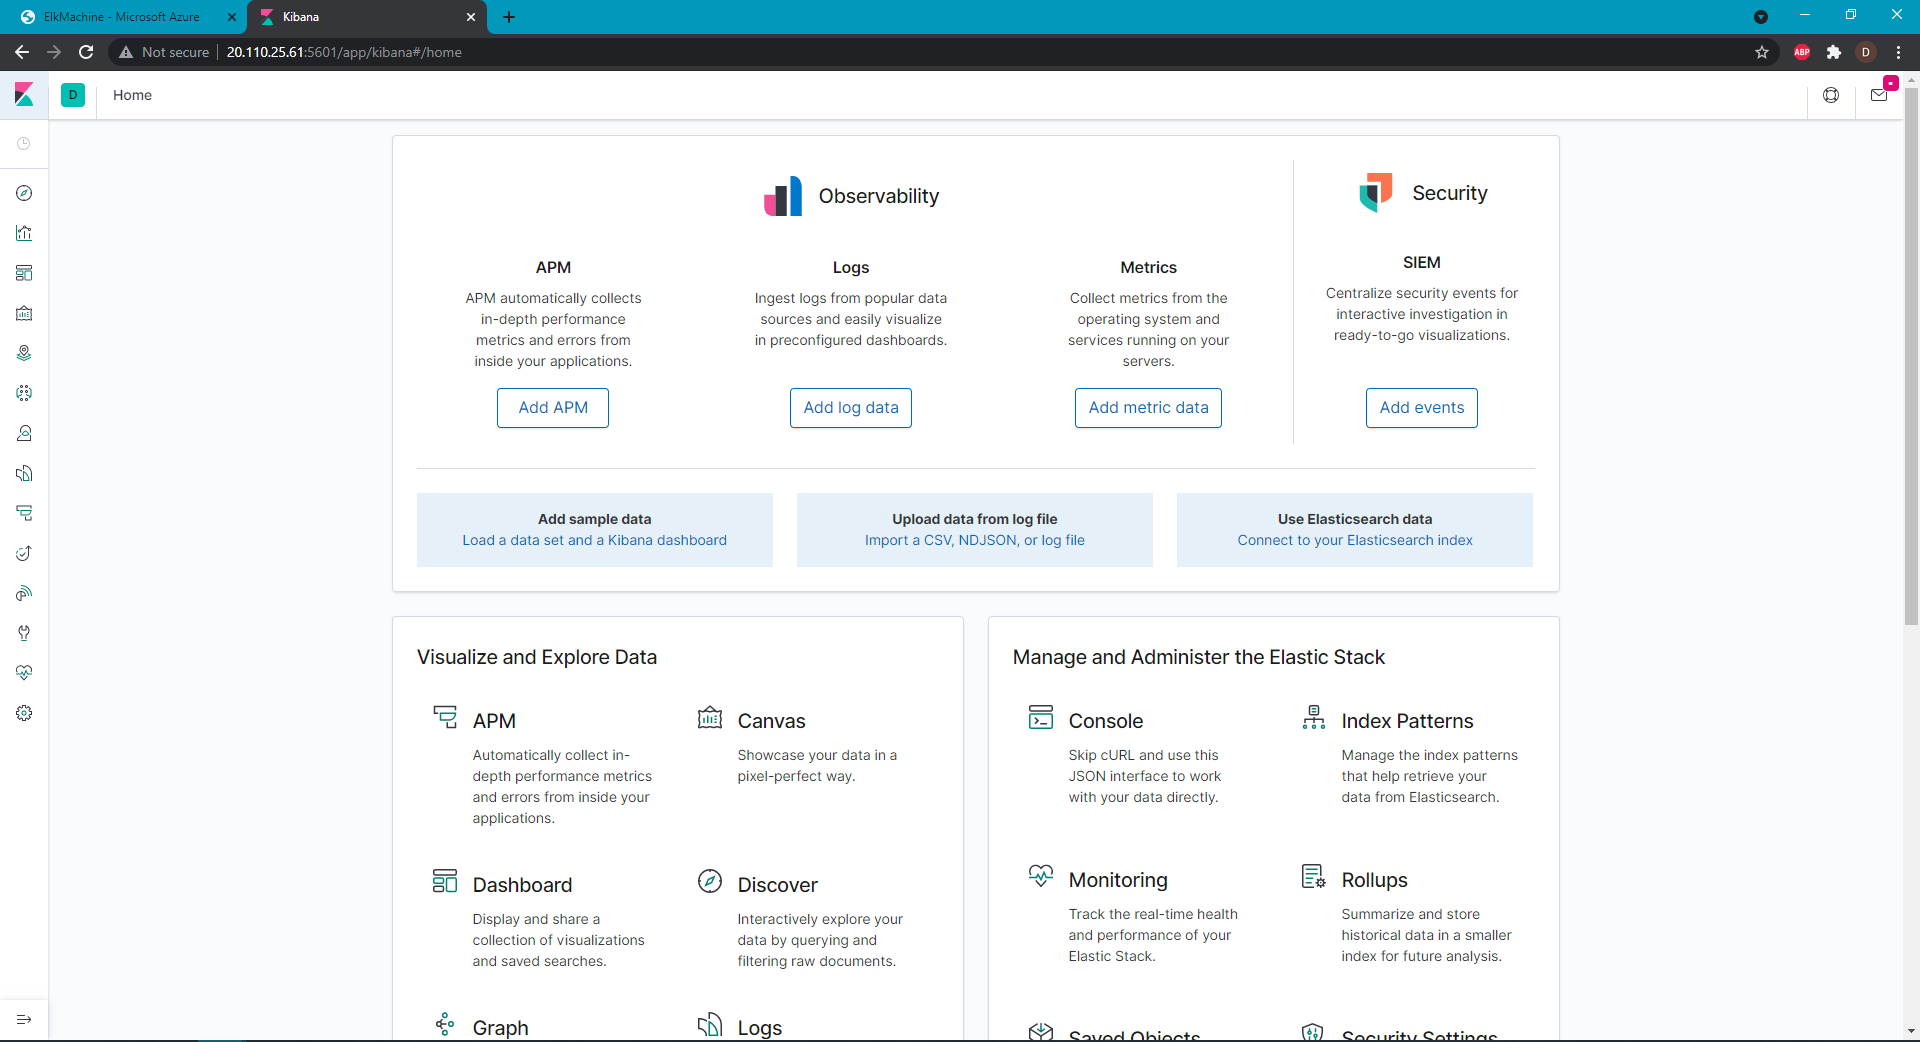 ElkMachine - Microsoft Azure
Kibana
Not secure
20.110.25.61:5601/app/kibana#/home
ABP
D
D
Home
Observability
Security
APM
APM automatically collects
in-depth performance
metrics and errors from
inside your applications.
Add APM
Logs
Ingest logs from popular data
sources and easily visualize
in preconfigured dashboards.
Add log data
Metrics
Collect metrics from the
operating system and
services running on your
servers.
Add metric data
SIEM
Centralize security events for
interactive investigation in
ready-to-go visualizations.
Add events
Add sample data
Load a data set and a Kibana dashboard
Upload data from log file
Import a CSV, NDJSON, or log file
Use Elasticsearch data
Connect to your Elasticsearch index
Visualize and Explore Data
APM
Automatically collect in-
depth performance metrics
and errors from inside your
applications.
Canvas
Showcase your data in a
pixel-perfect way.
Dashboard
Display and share a
collection of visualizations
and saved searches.
Discover
Interactively explore your
data by querying and
filtering raw documents.
Graph
Logs
Manage and Administer the Elastic Stack
Console
Skip cURL and use this
JSON interface to work
with your data directly.
Index Patterns
Manage the index patterns
that help retrieve your
data from Elasticsearch.
Monitoring
Track the real-time health
and performance of your
Elastic Stack.
Rollups
Summarize and store
historical data in a smaller
index for future analysis.
Saved Objects
Security Settings